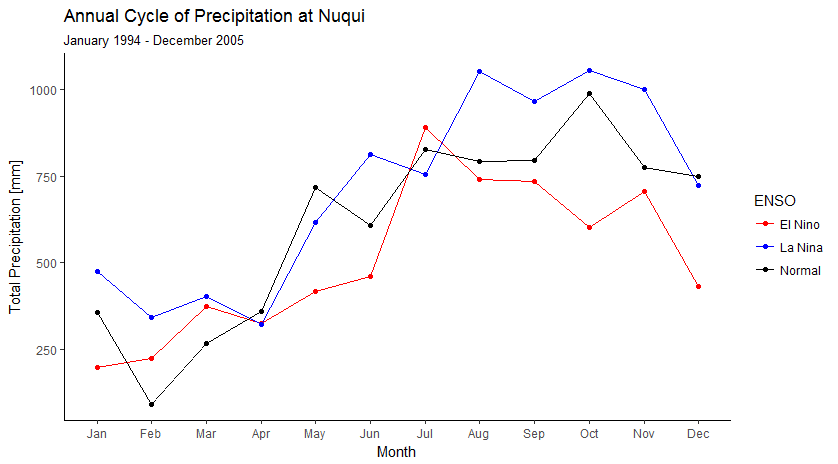 Annual Cycle of Precipitation at Nuqui
January 1994 - December 2005
Total Precipitation [mm]
1000
750
500
250
Jan Feb Mar Apr May Jun Jul Aug Sep Oct Nov Dec
Month
ENSO
El Nino
La Nina
Normal